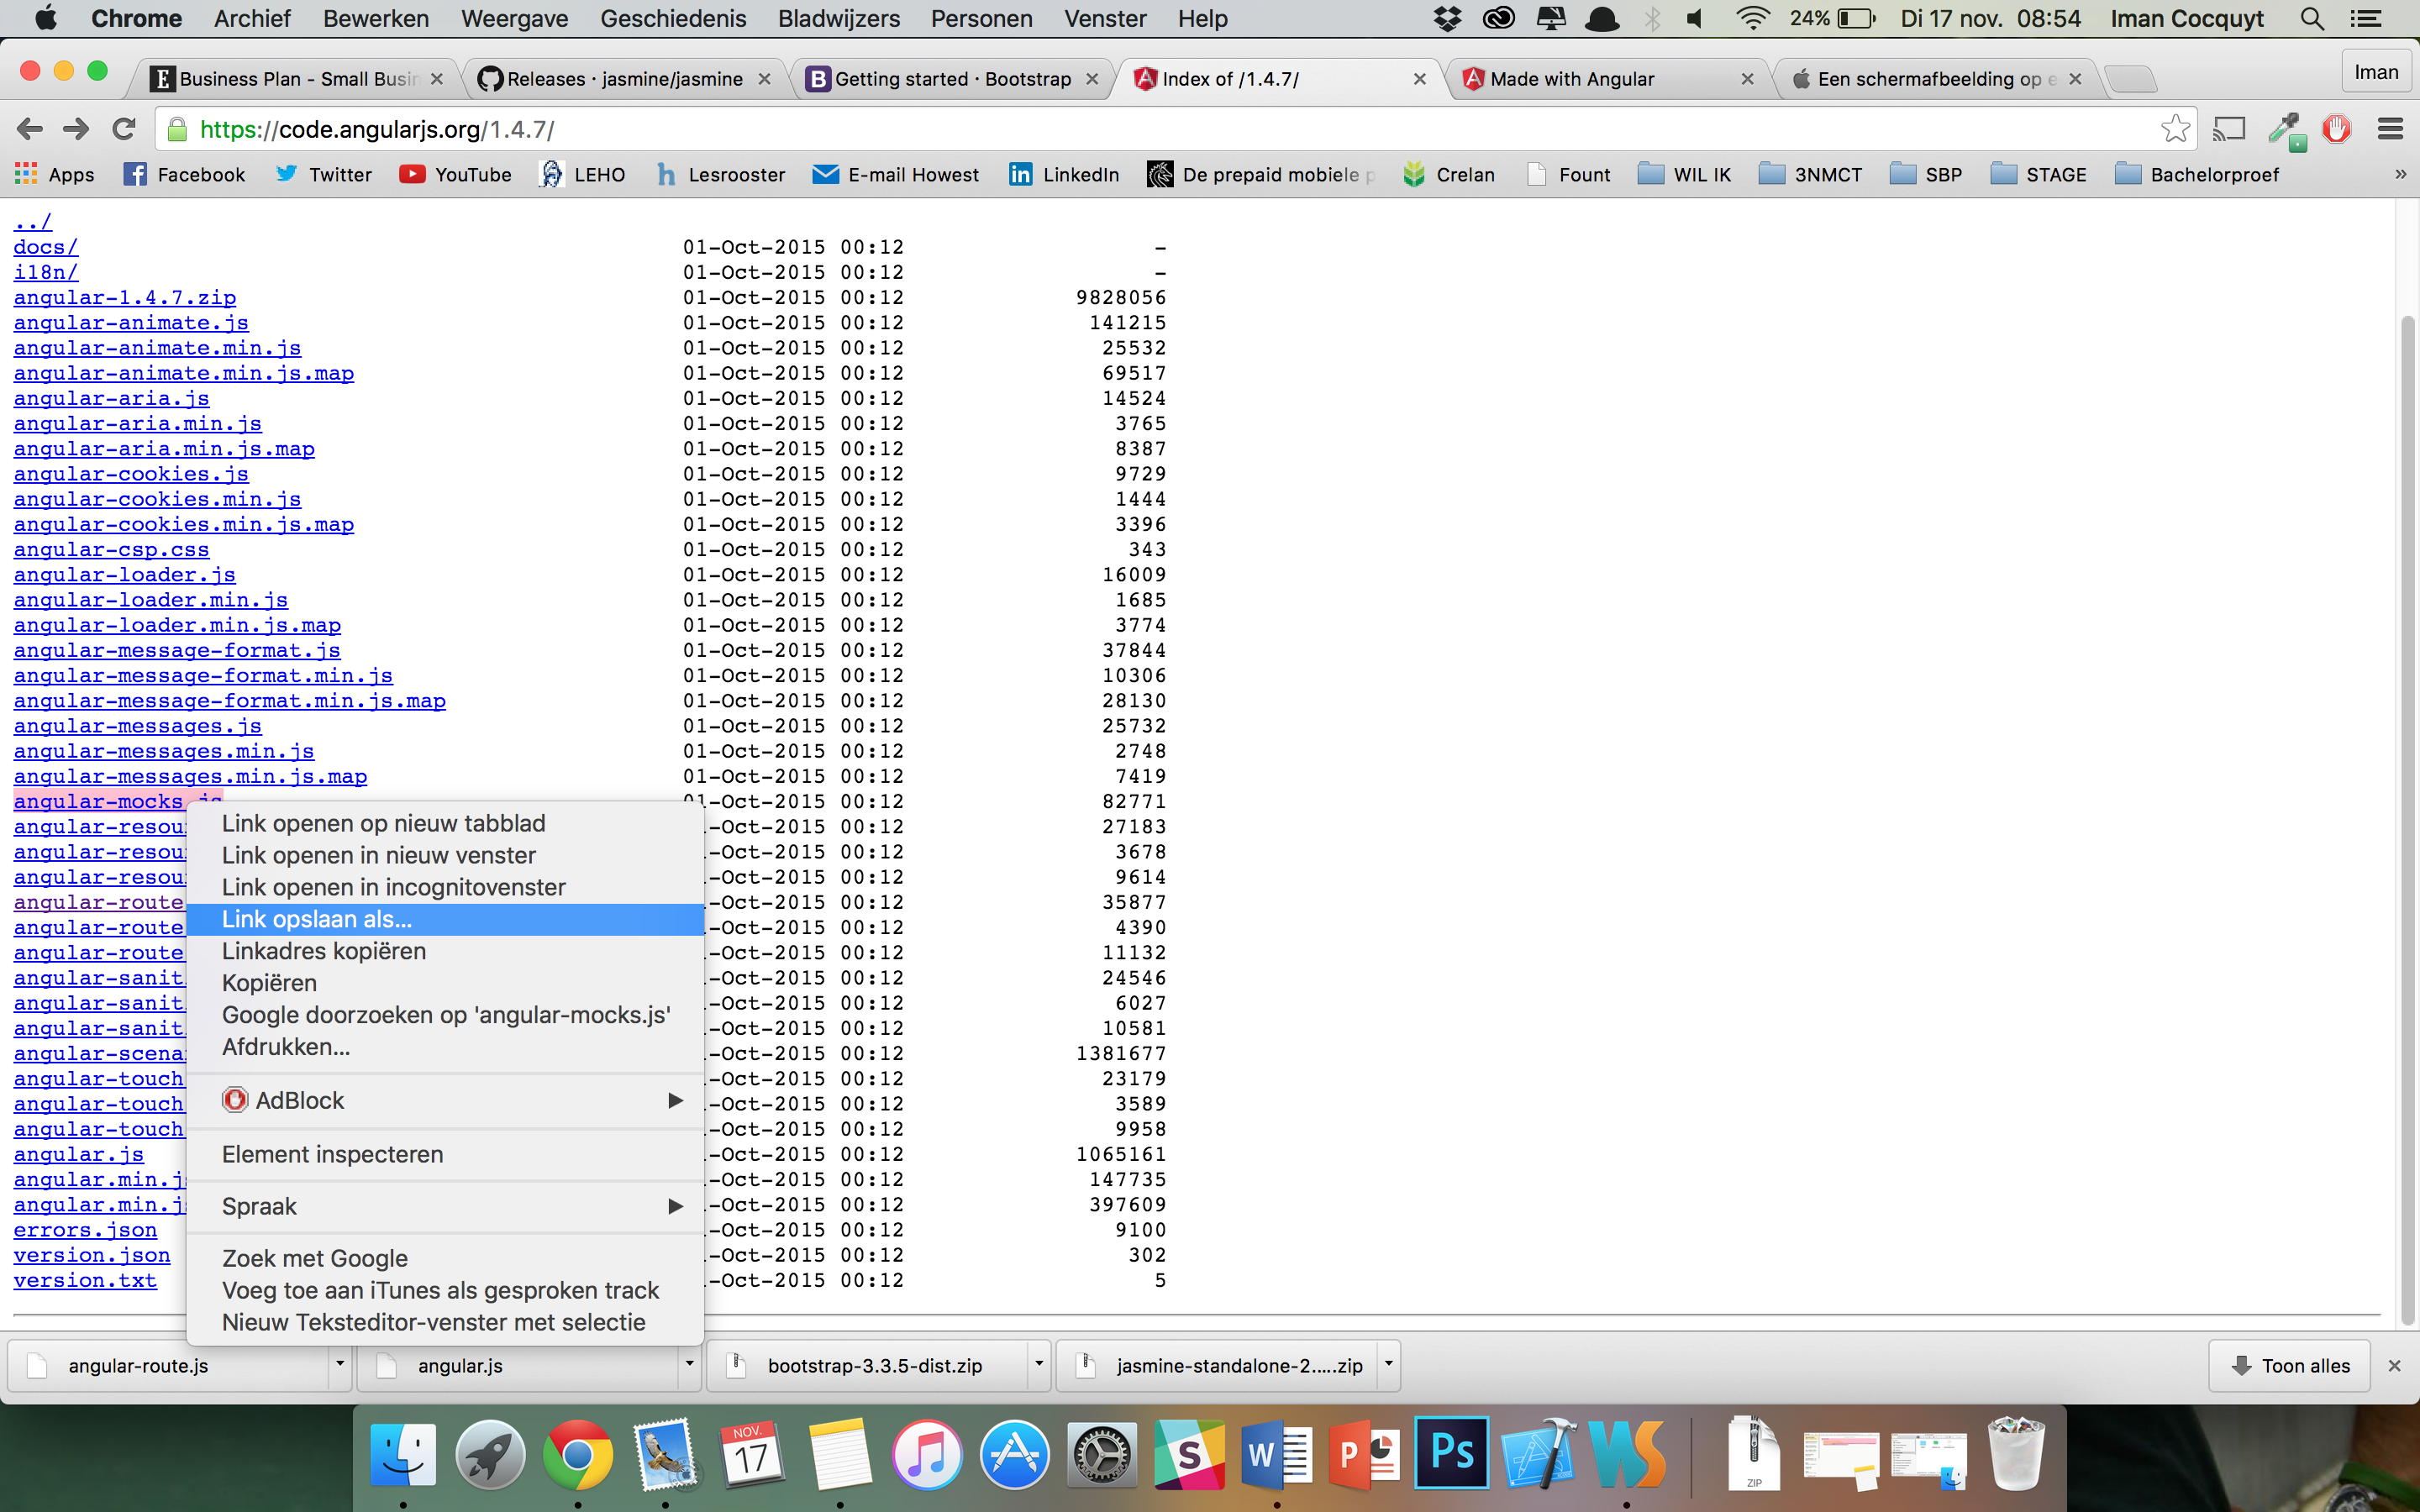 Chrome Archief Bewerken Weergave Geschiedenis Bladwijzers Personen Venster Help 24% Di 17 nov. 08:54 Iman Cocquyt
Business Plan - Small Busin Releases · jasmine/jasmine Getting started · Bootstrap Index of /1.4.7/ Made with Angular Een schermafbeelding op e Iman
https://code.angularjs.org/1.4.7/
Apps Facebook Twitter YouTube LEHO Lesrooster E-mail Howest LinkedIn De prepaid mobiele p Crelan Fount WIL IK 3NMCT SBP STAGE Bachelorproef »
../
docs/ 01-Oct-2015 00:12 -
i18n/ 01-Oct-2015 00:12 -
angular-1.4.7.zip 01-Oct-2015 00:12 9828056
angular-animate.js 01-Oct-2015 00:12 141215
angular-animate.min.js 01-Oct-2015 00:12 25532
angular-animate.min.js.map 01-Oct-2015 00:12 69517
angular-aria.js 01-Oct-2015 00:12 14524
angular-aria.min.js 01-Oct-2015 00:12 3765
angular-aria.min.js.map 01-Oct-2015 00:12 8387
angular-cookies.js 01-Oct-2015 00:12 9729
angular-cookies.min.js 01-Oct-2015 00:12 1444
angular-cookies.min.js.map 01-Oct-2015 00:12 3396
angular-csp.css 01-Oct-2015 00:12 343
angular-loader.js 01-Oct-2015 00:12 16009
angular-loader.min.js 01-Oct-2015 00:12 1685
angular-loader.min.js.map 01-Oct-2015 00:12 3774
angular-message-format.js 01-Oct-2015 00:12 37844
angular-message-format.min.js 01-Oct-2015 00:12 10306
angular-message-format.min.js.map 01-Oct-2015 00:12 28130
angular-messages.js 01-Oct-2015 00:12 25732
angular-messages.min.js 01-Oct-2015 00:12 2748
angular-messages.min.js.map 01-Oct-2015 00:12 7419
angular-mocks.js 01-Oct-2015 00:12 82771
angular-resou -Oct-2015 00:12 27183
angular-resou -Oct-2015 00:12 3678
angular-resou -Oct-2015 00:12 9614
angular-route -Oct-2015 00:12 35877
angular-route -Oct-2015 00:12 4390
angular-route -Oct-2015 00:12 11132
angular-sanit -Oct-2015 00:12 24546
angular-sanit -Oct-2015 00:12 6027
angular-sanit -Oct-2015 00:12 10581
angular-scena -Oct-2015 00:12 1381677
angular-touch -Oct-2015 00:12 23179
angular-touch -Oct-2015 00:12 3589
angular-touch -Oct-2015 00:12 9958
angular.js -Oct-2015 00:12 1065161
angular.min.j -Oct-2015 00:12 147735
angular.min.j -Oct-2015 00:12 397609
errors.json -Oct-2015 00:12 9100
version.json -Oct-2015 00:12 302
version.txt -Oct-2015 00:12 5
Link openen op nieuw tabblad
Link openen in nieuw venster
Link openen in incognitovenster
Link opslaan als...
Linkadres kopiëren
Kopiëren
Google doorzoeken op 'angular-mocks.js'
Afdrukken...
AdBlock
Element inspecteren
Spraak
Zoek met Google
Voeg toe aan iTunes als gesproken track
Nieuw Teksteditor-venster met selectie
angular-route.js angular.js bootstrap-3.3.5-dist.zip jasmine-standalone-2.....zip Toon alles
NOV.
17
S W P Ps WS
ZIP